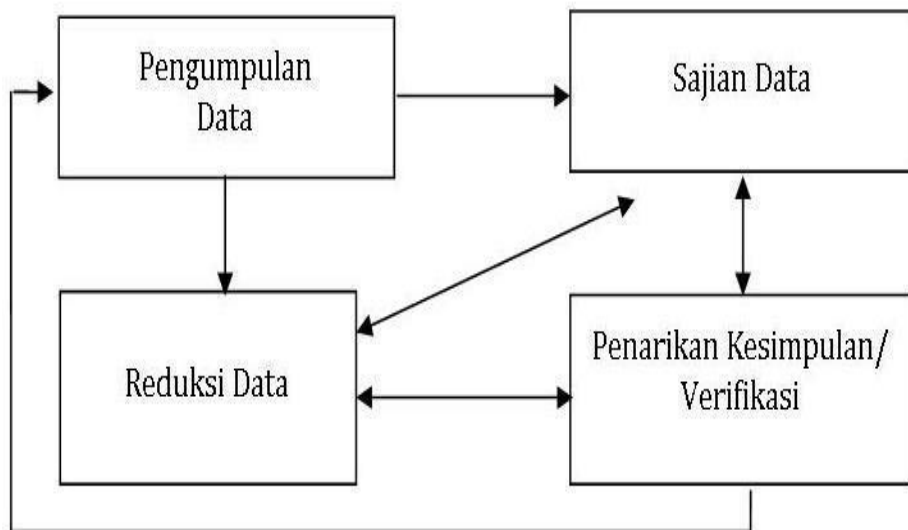 Pengumpulan
Data
Sajian Data
Reduksi Data
Penarikan Kesimpulan/
Verifikasi